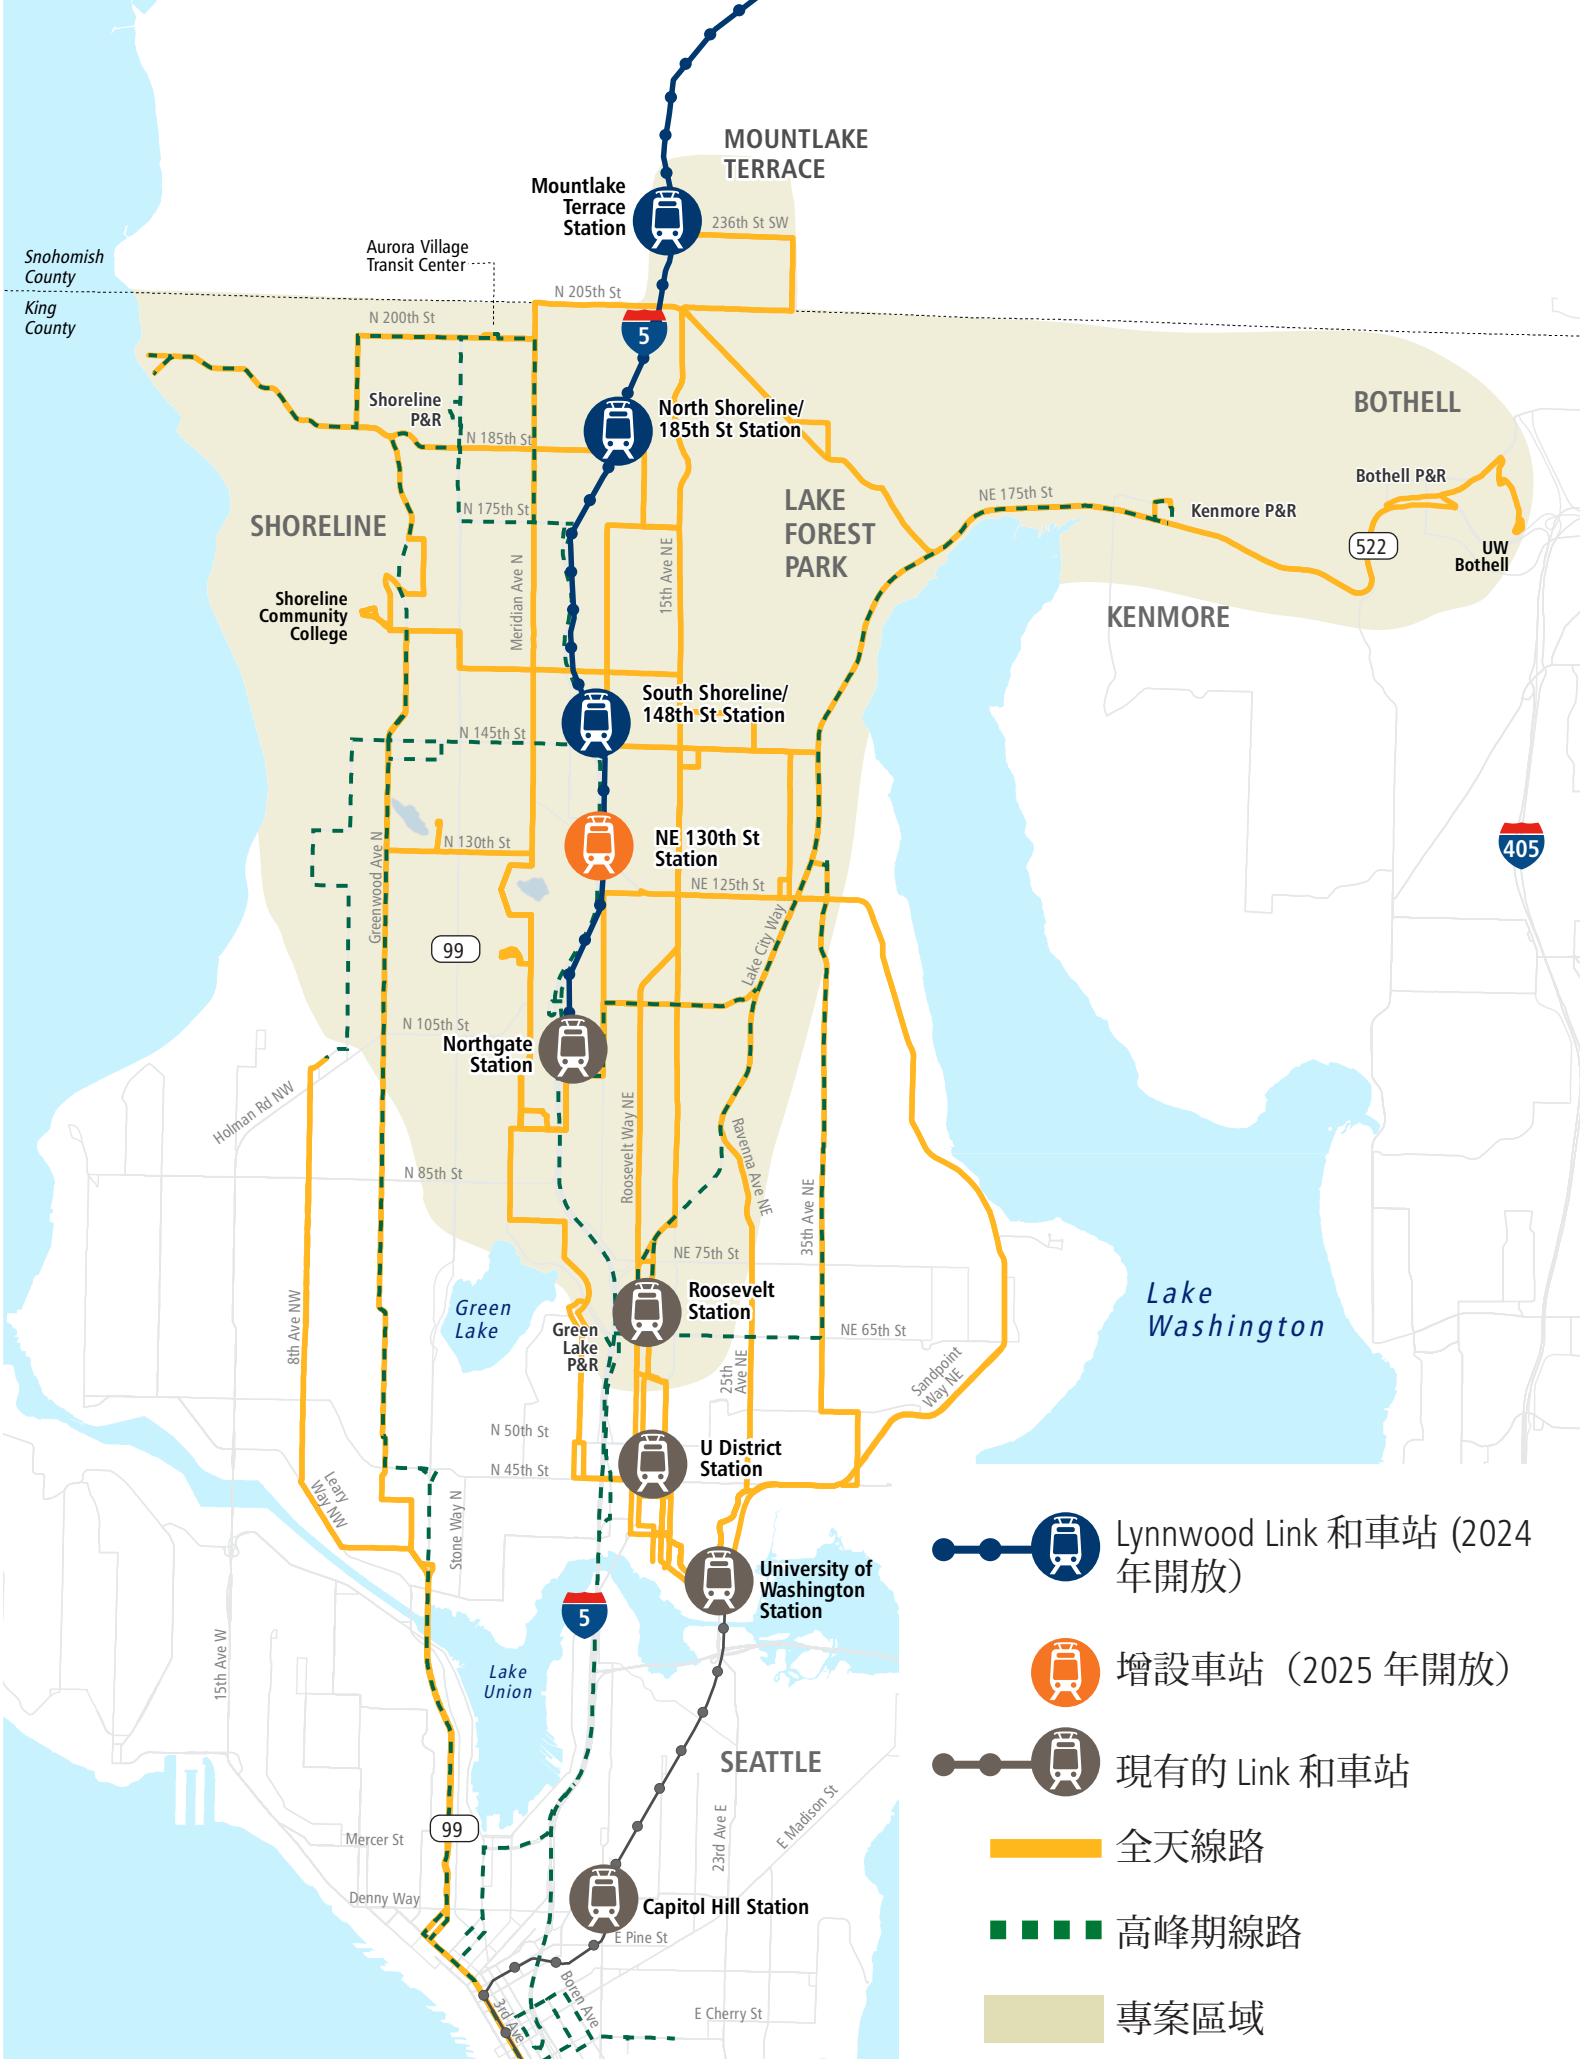 MOUNTLAKE
TERRACE
Mountlake
Terrace
Station
236th St SW
Aurora Village
Transit Center
Snohomish
County
King
County
N 205th St
N 200th St
5
Shoreline
P&R
North Shoreline/
185th St Station
N 185th St
BOTHELL
Bothell P&R
NE 175th St
Kenmore P&R
522
UW
Bothell
LAKE
FOREST
PARK
N 175th St
SHORELINE
15th Ave NE
Meridian Ave N
Shoreline
Community
College
KENMORE
South Shoreline/
148th St Station
N 145th St
NE 130th St
Station
N 130th St
Greenwood Ave N
NE 125th St
405
Lake City Way
99
N 105th St
Northgate
Station
Holman Rd NW
Roosevelt Way NE
Ravenna Ave NE
N 85th St
35th Ave NE
NE 75th St
Roosevelt
Station
Green
Lake
Lake
Washington
8th Ave NW
Green
Lake
P&R
NE 65th St
25th
Ave NE
Sandpoint
Way NE
N 50th St
U District
Station
N 45th St
Leary
Way NW
Stone Way N
University of
Washington
Station
5
15th Ave W
Lake
Union
SEATTLE
23rd Ave E
E Madison St
99
Mercer St
Denny Way
Capitol Hill Station
E Pine St
Boren Ave
3rd Ave
E Cherry St
Lynnwood Link 和車站 (2024
年開放）
增設車站（2025 年開放）
現有的 Link 和車站
全天線路
高峰期線路
專案區域